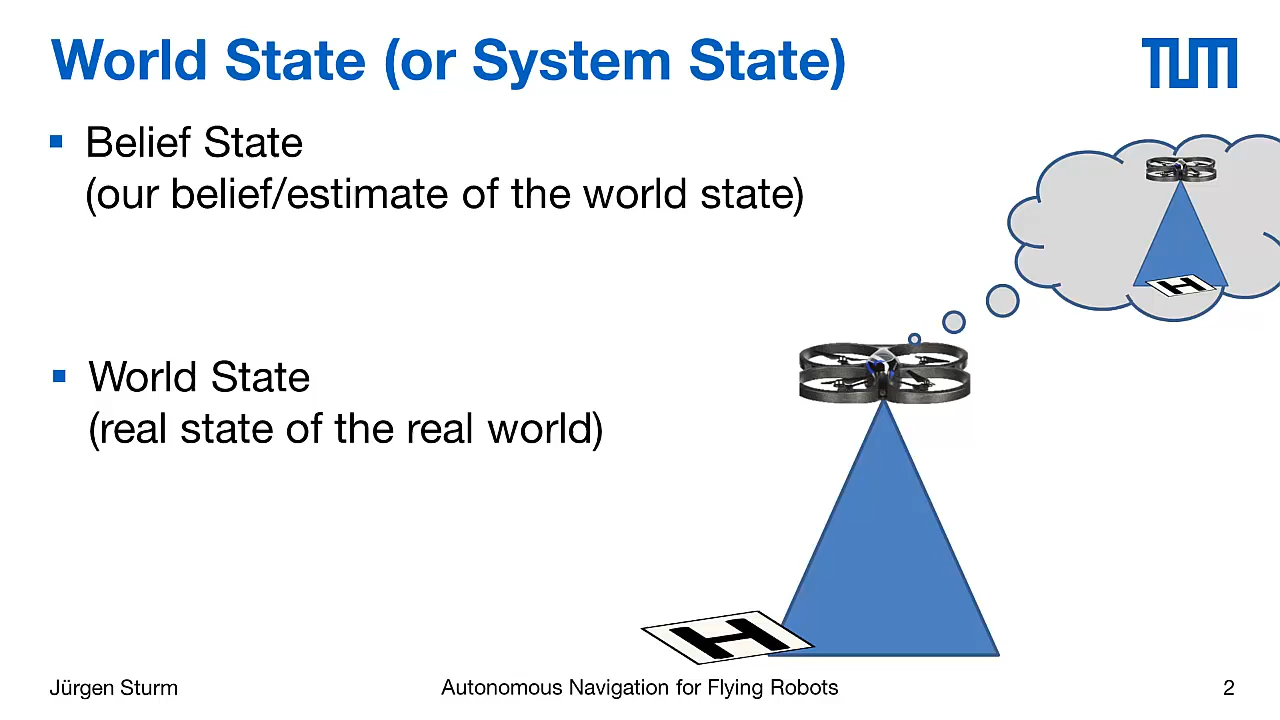 World State (or System State)
TUM
Belief State
(our belief/estimate of the world state)
H
World State
(real state of the real world)
H
Jürgen Sturm
Autonomous Navigation for Flying Robots
2